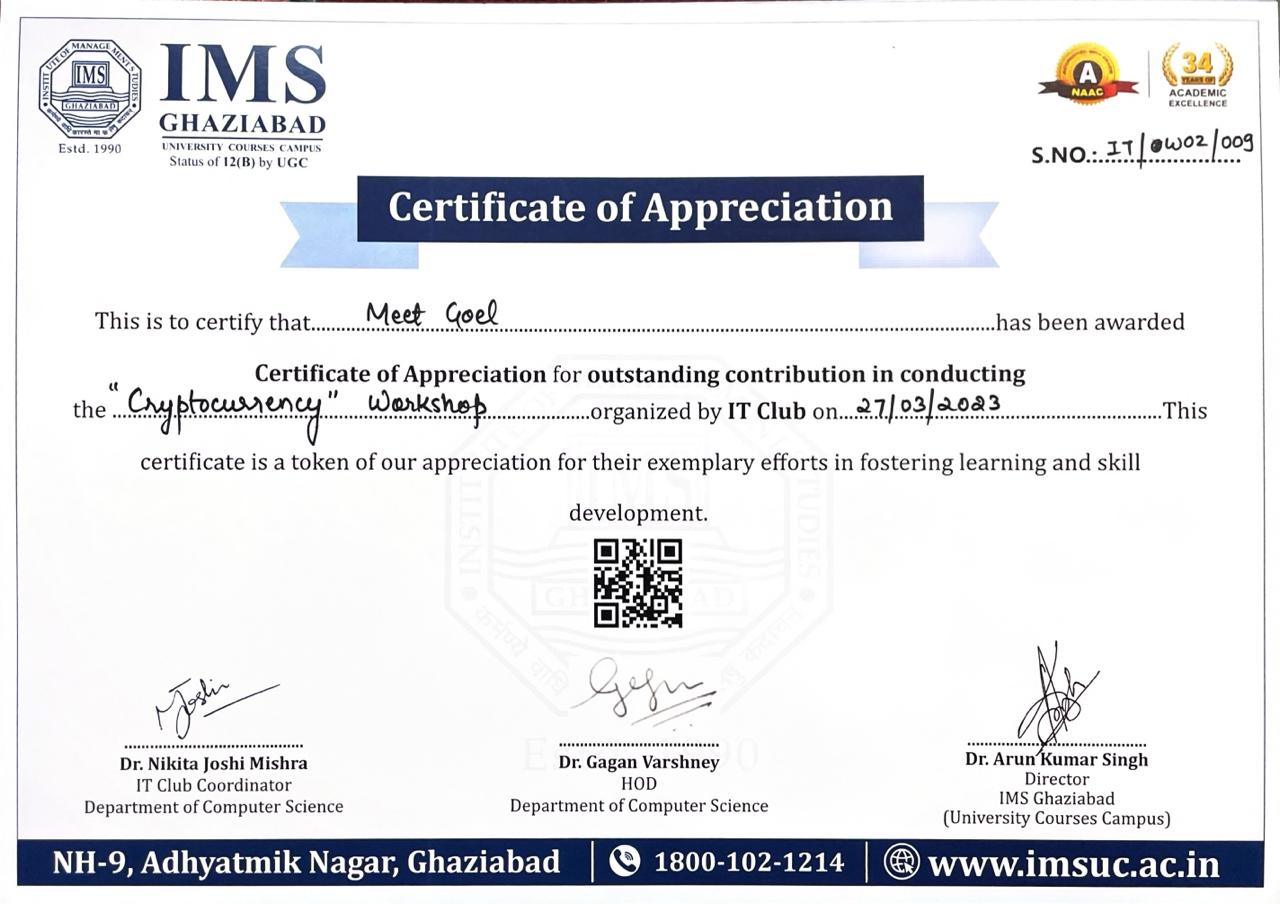 INSTITUTE OF MANAGEMENT STUDIES
IMS
GHAZIABAD
Estd. 1990
IMS
GHAZIABAD
UNIVERSITY COURSES CAMPUS
Status of 12(B) by UGC
A
NAAC
34
YEARS OF
ACADEMIC
EXCELLENCE
S.NO.: IT/OW02/009
Certificate of Appreciation
This is to certify that Meet Goel has been awarded
Certificate of Appreciation for outstanding contribution in conducting
the "Cryptocurrency" Workshop organized by IT Club on 27/03/2023 This
certificate is a token of our appreciation for their exemplary efforts in fostering learning and skill
development.
M Joshi
Dr. Nikita Joshi Mishra
IT Club Coordinator
Department of Computer Science
Dr. Gagan Varshney
HOD
Department of Computer Science
Dr. Arun Kumar Singh
Director
IMS Ghaziabad
(University Courses Campus)
NH-9, Adhyatmik Nagar, Ghaziabad
1800-102-1214
www.imsuc.ac.in